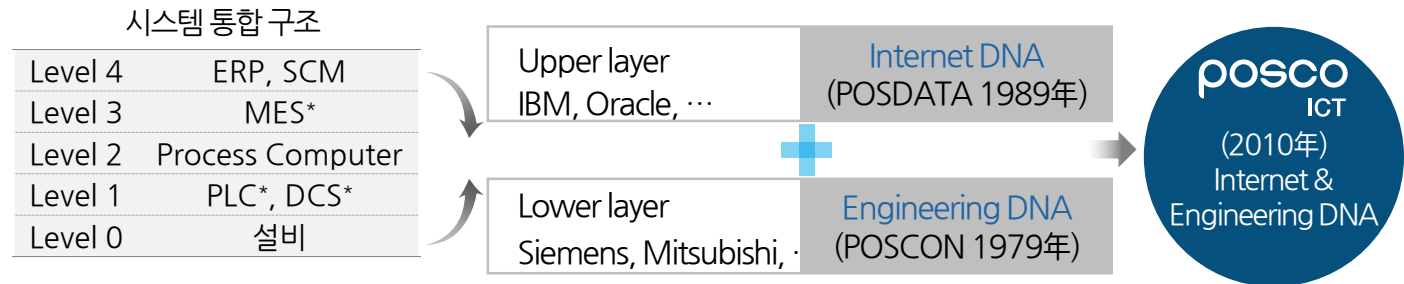 시스템 통합 구조
Level 4 ERP, SCM
Level 3 MES*
Level 2 Process Computer
Level 1 PLC*, DCS*
Level 0 설비
Upper layer
IBM, Oracle, …
Internet DNA
(POSDATA 1989年)
Lower layer
Siemens, Mitsubishi, ·
Engineering DNA
(POSCON 1979年)
posco
ICT
(2010年)
Internet &
Engineering DNA